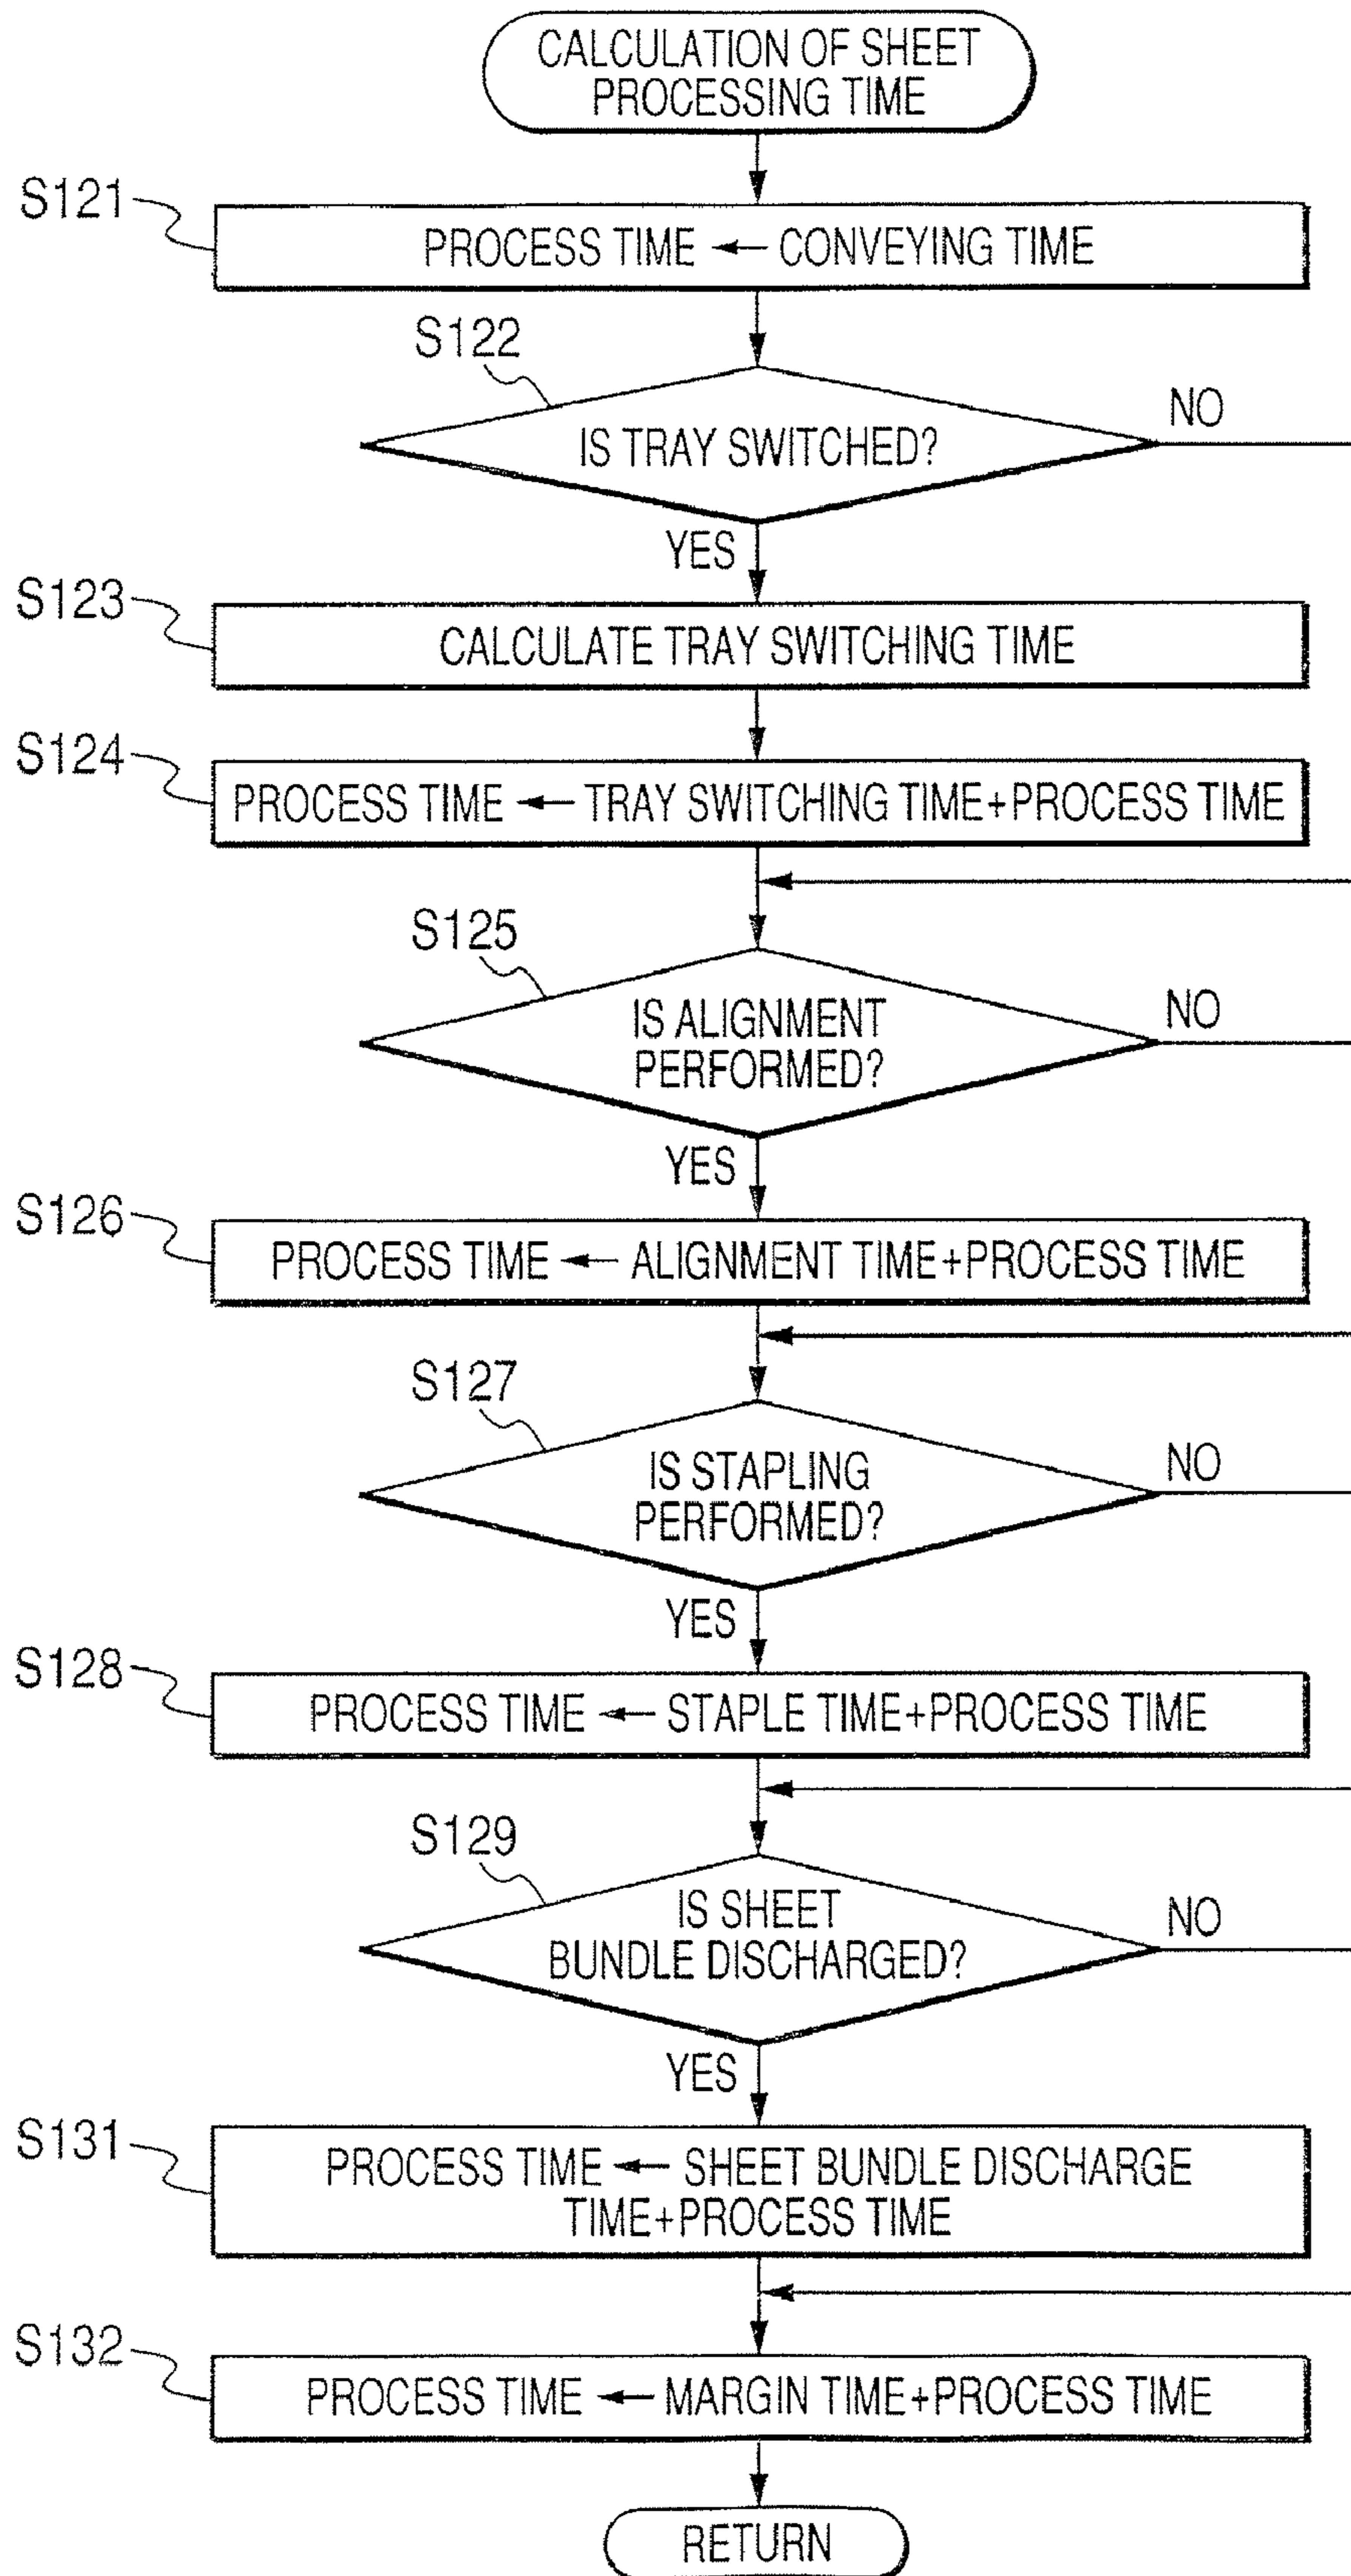 CALCULATION OF SHEET
PROCESSING TIME
S121
PROCESS TIME ← CONVEYING TIME
S122
IS TRAY SWITCHED?
NO
YES
S123
CALCULATE TRAY SWITCHING TIME
S124
PROCESS TIME ← TRAY SWITCHING TIME+PROCESS TIME
S125
IS ALIGNMENT
PERFORMED?
NO
YES
S126
PROCESS TIME ← ALIGNMENT TIME+PROCESS TIME
S127
IS STAPLING
PERFORMED?
NO
YES
S128
PROCESS TIME ← STAPLE TIME+PROCESS TIME
S129
IS SHEET
BUNDLE DISCHARGED?
NO
YES
S131
PROCESS TIME ← SHEET BUNDLE DISCHARGE
TIME+PROCESS TIME
S132
PROCESS TIME ← MARGIN TIME+PROCESS TIME
RETURN